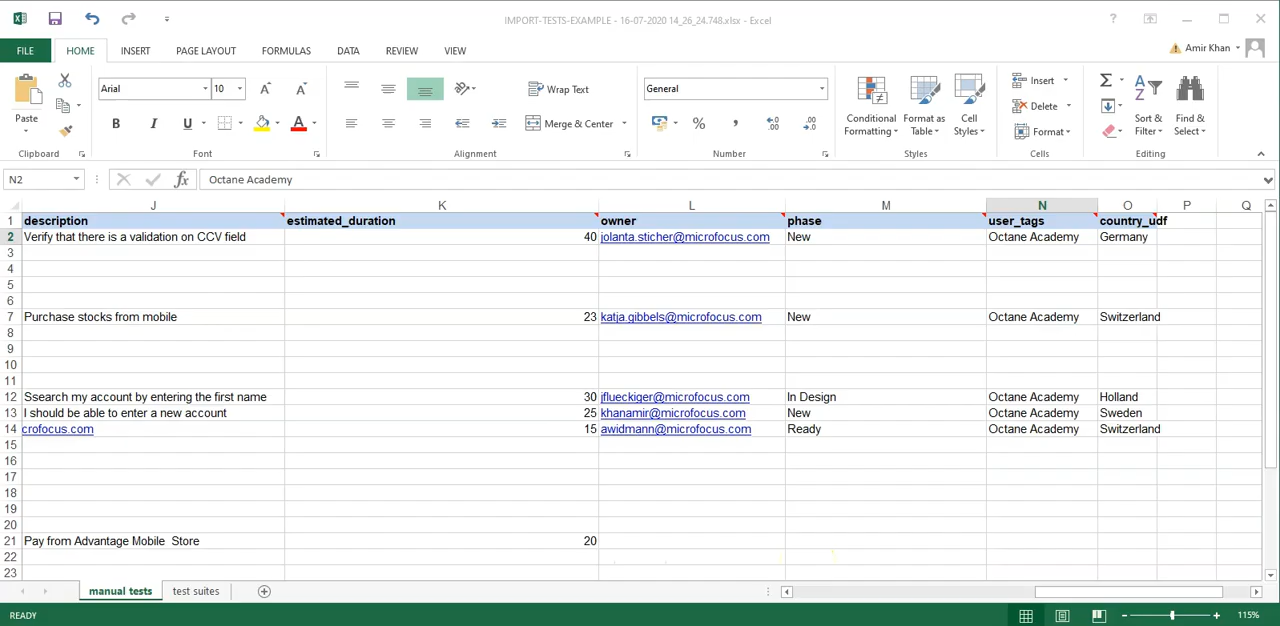 IMPORT-TESTS-EXAMPLE - 16-07-2020 14_26_24.748.xlsx - Excel
?
FILE HOME INSERT PAGE LAYOUT FORMULAS DATA REVIEW VIEW Amir Khan
Paste
Arial 10
B I U A
Wrap Text
Merge & Center
General
%
Conditional Formatting
Format as Table
Cell Styles
Insert
Delete
Format
Sort & Filter
Find & Select
Clipboard Font Alignment Number Styles Cells Editing
N2 fx Octane Academy
J K L M N O P Q
1 description estimated_duration owner phase user_tags country_udf
2 Verify that there is a validation on CCV field 40 jolanta.sticher@microfocus.com New Octane Academy Germany
3
4
5
6
7 Purchase stocks from mobile 23 katja.gibbels@microfocus.com New Octane Academy Switzerland
8
9
10
11
12 Ssearch my account by entering the first name 30 jflueckiger@microfocus.com In Design Octane Academy Holland
13 I should be able to enter a new account 25 khanamir@microfocus.com New Octane Academy Sweden
14 crofocus.com 15 awidmann@microfocus.com Ready Octane Academy Switzerland
15
16
17
18
19
20
21 Pay from Advantage Mobile  Store 20
22
23
manual tests test suites
READY 115%